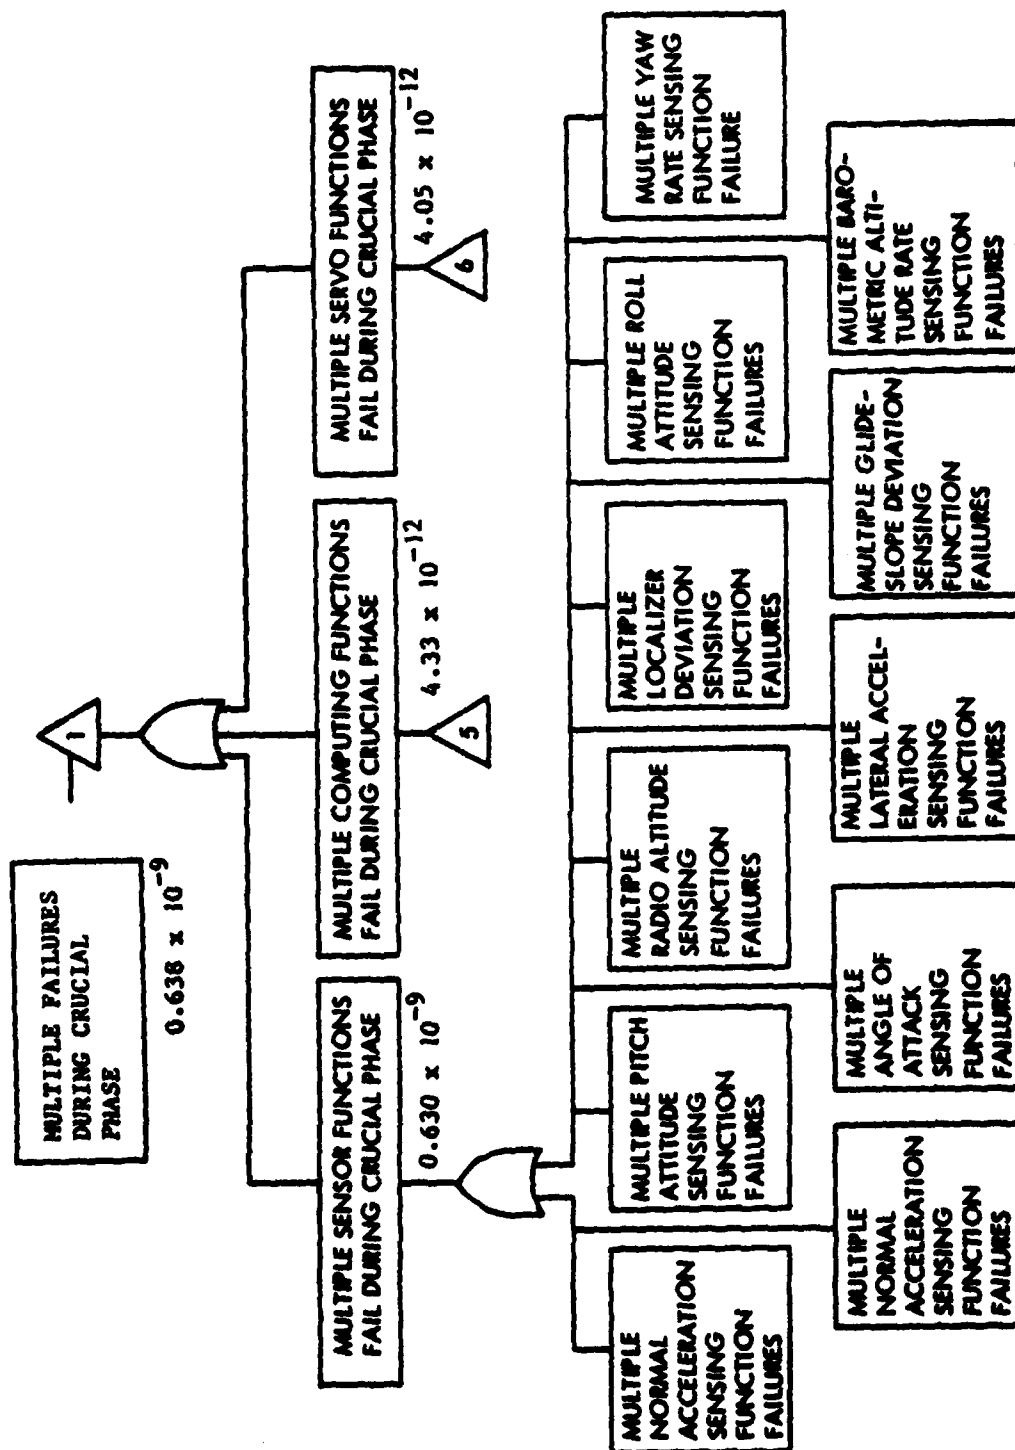 MULTIPLE FAILURES
DURING CRUCIAL
PHASE
0.638 x 10-9
1
MULTIPLE SENSOR FUNCTIONS
FAIL DURING CRUCIAL PHASE
0.630 x 10-9
MULTIPLE COMPUTING FUNCTIONS
FAIL DURING CRUCIAL PHASE
4.33 x 10-12
5
MULTIPLE SERVO FUNCTIONS
FAIL DURING CRUCIAL PHASE
4.05 x 10-12
6
MULTIPLE
NORMAL
ACCELERATION
SENSING
FUNCTION
FAILURES
MULTIPLE PITCH
ATTITUDE
SENSING
FUNCTION
FAILURES
MULTIPLE
RADIO ALTITUDE
SENSING
FUNCTION
FAILURES
MULTIPLE
LOCALIZER
DEVIATION
SENSING
FUNCTION
FAILURES
MULTIPLE ROLL
ATTITUDE
SENSING
FUNCTION
FAILURES
MULTIPLE YAW
RATE SENSING
FUNCTION
FAILURE
MULTIPLE
NORMAL
ACCELERATION
SENSING
FUNCTION
FAILURES
MULTIPLE
ANGLE OF
ATTACK
SENSING
FUNCTION
FAILURES
MULTIPLE
LATERAL ACCEL-
ERATION
SENSING
FUNCTION
FAILURES
MULTIPLE GLIDE-
SLOPE DEVIATION
SENSING
FUNCTION
FAILURES
MULTIPLE BARO-
METRIC ALTI-
TUDE RATE
SENSING
FUNCTION
FAILURES